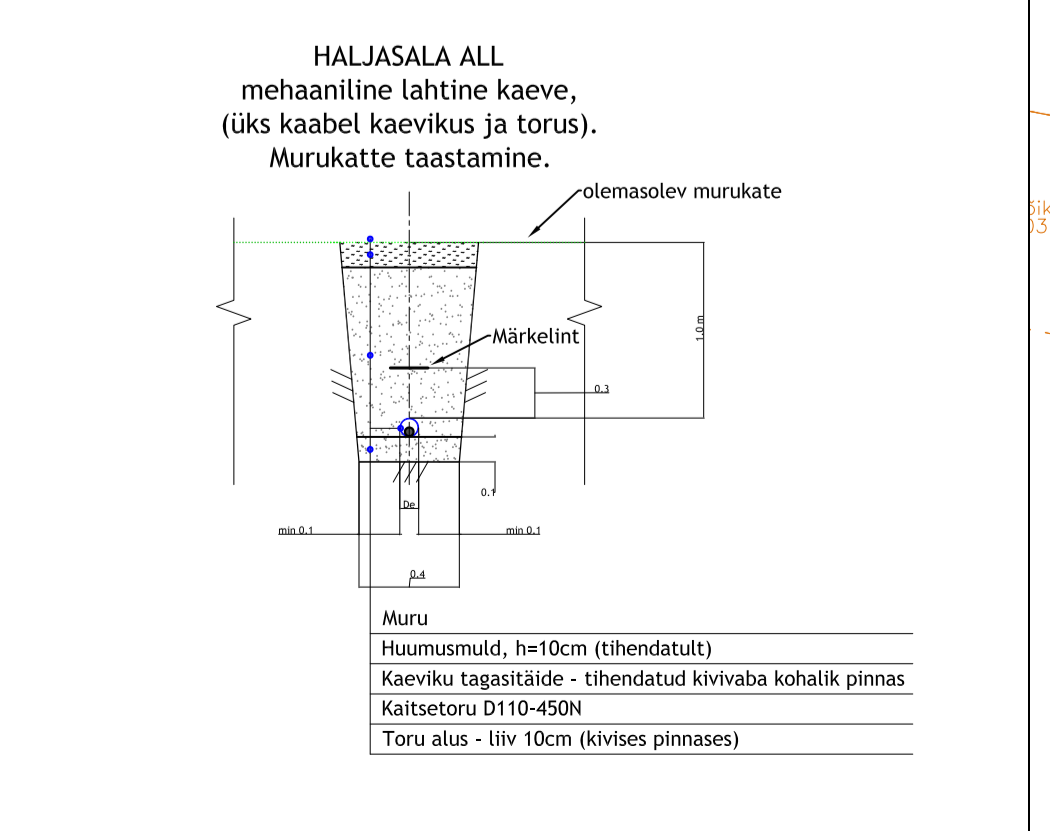 HALJASALA ALL
mehaaniline lahtine kaeve,
(üks kaabel kaevikus ja torus).
Murukatte taastamine.
olemasolev murukate
1.0 m
Märkelint
0.3
0.1
De
min 0.1
min 0.1
0.4
Muru
Huumusmuld, h=10cm (tihendatult)
Kaeviku tagasitäide - tihendatud kivivaba kohalik pinnas
Kaitsetoru D110-450N
Toru alus - liiv 10cm (kivises pinnases)